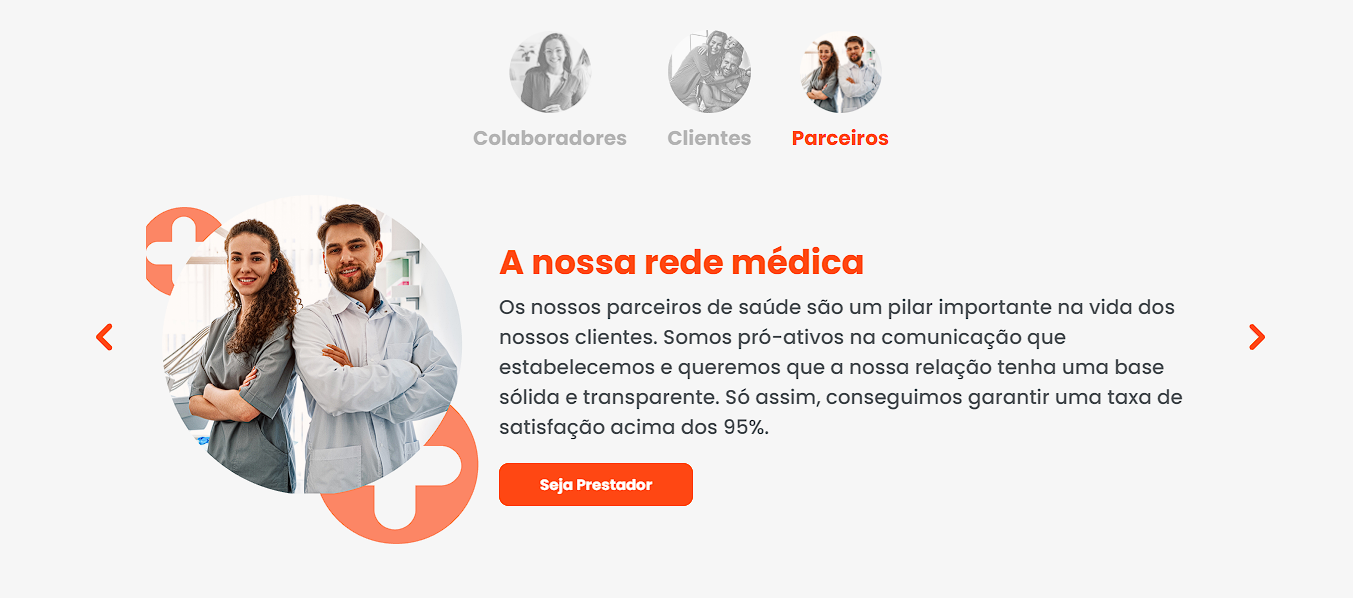 Colaboradores
Clientes
Parceiros
A nossa rede médica
Os nossos parceiros de saúde são um pilar importante na vida dos
nossos clientes. Somos pró-ativos na comunicação que
estabelecemos e queremos que a nossa relação tenha uma base
sólida e transparente. Só assim, conseguimos garantir uma taxa de
satisfação acima dos 95%.
Seja Prestador